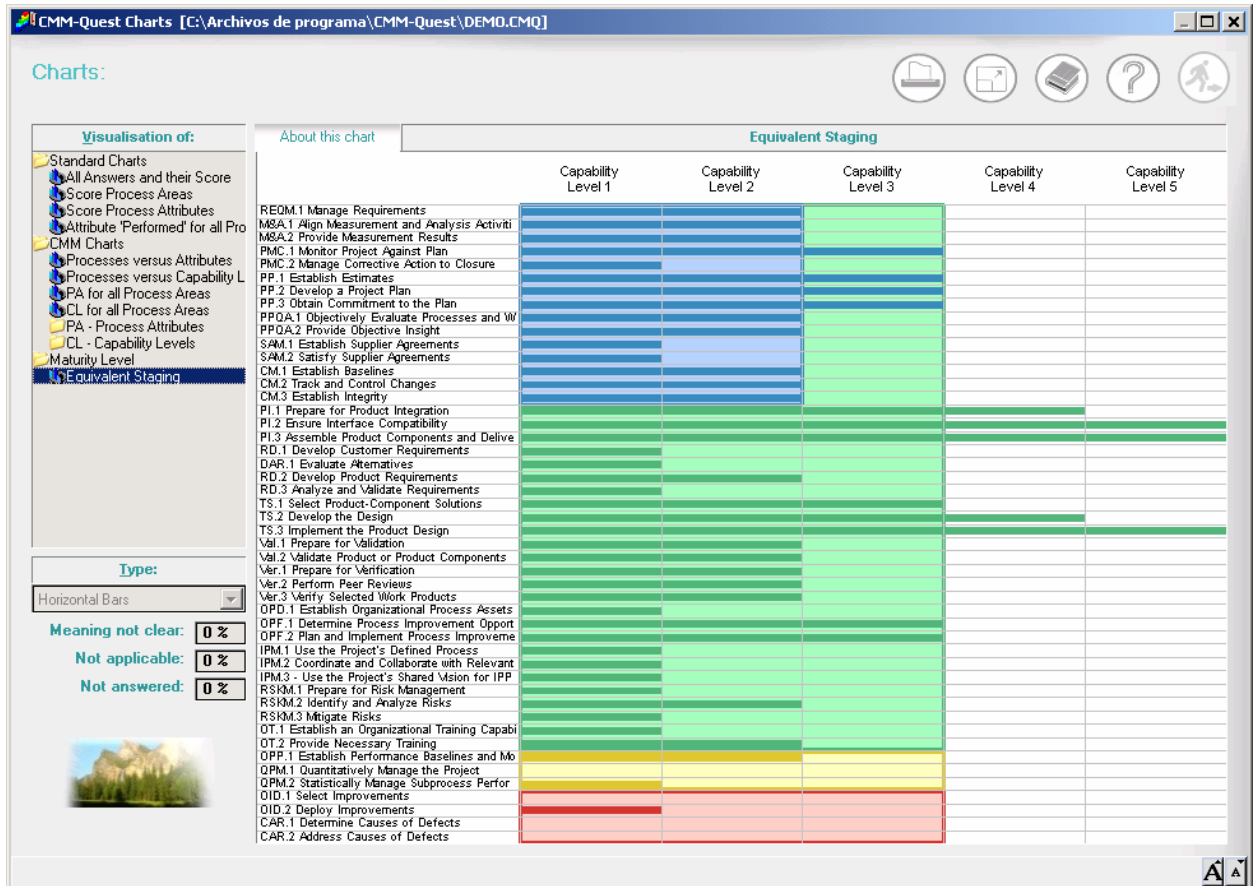 CMM-Quest Charts [C:\Archivos de programa\CMM-Quest\DEMO.CMQ]
Charts:
Visualisation of:
Standard Charts
All Answers and their Score
Score Process Areas
Score Process Attributes
Attribute 'Performed' for all Pro
CMM Charts
Processes versus Attributes
Processes versus Capability L
PA for all Process Areas
CL for all Process Areas
PA - Process Attributes
CL - Capability Levels
Maturity Level
Equivalent Staging
Type:
Horizontal Bars
Meaning not clear: 0 %
Not applicable: 0 %
Not answered: 0 %
About this chart
Equivalent Staging
Capability Level 1
Capability Level 2
Capability Level 3
Capability Level 4
Capability Level 5
REQM.1 Manage Requirements
M&A.1 Align Measurement and Analysis Activiti
M&A.2 Provide Measurement Results
PMC.1 Monitor Project Against Plan
PMC.2 Manage Corrective Action to Closure
PP.1 Establish Estimates
PP.2 Develop a Project Plan
PP.3 Obtain Commitment to the Plan
PPQA.1 Objectively Evaluate Processes and W
PPQA.2 Provide Objective Insight
SAM.1 Establish Supplier Agreements
SAM.2 Satisfy Supplier Agreements
CM.1 Establish Baselines
CM.2 Track and Control Changes
CM.3 Establish Integrity
PI.1 Prepare for Product Integration
PI.2 Ensure Interface Compatibility
PI.3 Assemble Product Components and Delive
RD.1 Develop Customer Requirements
DAR.1 Evaluate Alternatives
RD.2 Develop Product Requirements
RD.3 Analyze and Validate Requirements
TS.1 Select Product-Component Solutions
TS.2 Develop the Design
TS.3 Implement the Product Design
Val.1 Prepare for Validation
Val.2 Validate Product or Product Components
Ver.1 Prepare for Verification
Ver.2 Perform Peer Reviews
Ver.3 Verify Selected Work Products
OPD.1 Establish Organizational Process Assets
OPF.1 Determine Process Improvement Opport
OPF.2 Plan and Implement Process Improveme
IPM.1 Use the Project's Defined Process
IPM.2 Coordinate and Collaborate with Relevant
IPM.3 - Use the Project's Shared Vision for IPP
RSKM.1 Prepare for Risk Management
RSKM.2 Identify and Analyze Risks
RSKM.3 Mitigate Risks
OT.1 Establish an Organizational Training Capabi
OT.2 Provide Necessary Training
OPP.1 Establish Performance Baselines and Mo
QPM.1 Quantitatively Manage the Project
QPM.2 Statistically Manage Subprocess Perfor
OID.1 Select Improvements
OID.2 Deploy Improvements
CAR.1 Determine Causes of Defects
CAR.2 Address Causes of Defects
A A